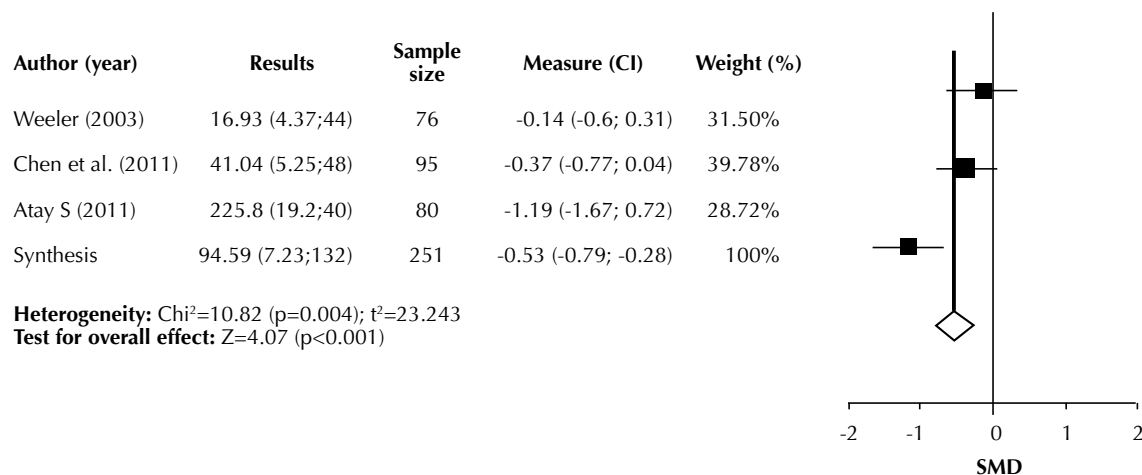 Author (year) Results Sample size Measure (CI) Weight (%)
Weeler (2003) 16.93 (4.37;44) 76 -0.14 (-0.6; 0.31) 31.50%
Chen et al. (2011) 41.04 (5.25;48) 95 -0.37 (-0.77; 0.04) 39.78%
Atay S (2011) 225.8 (19.2;40) 80 -1.19 (-1.67; 0.72) 28.72%
Synthesis 94.59 (7.23;132) 251 -0.53 (-0.79; -0.28) 100%
Heterogeneity: Chi²=10.82 (p=0.004); t²=23.243
Test for overall effect: Z=4.07 (p<0.001)
-2 -1 0 1 2
SMD